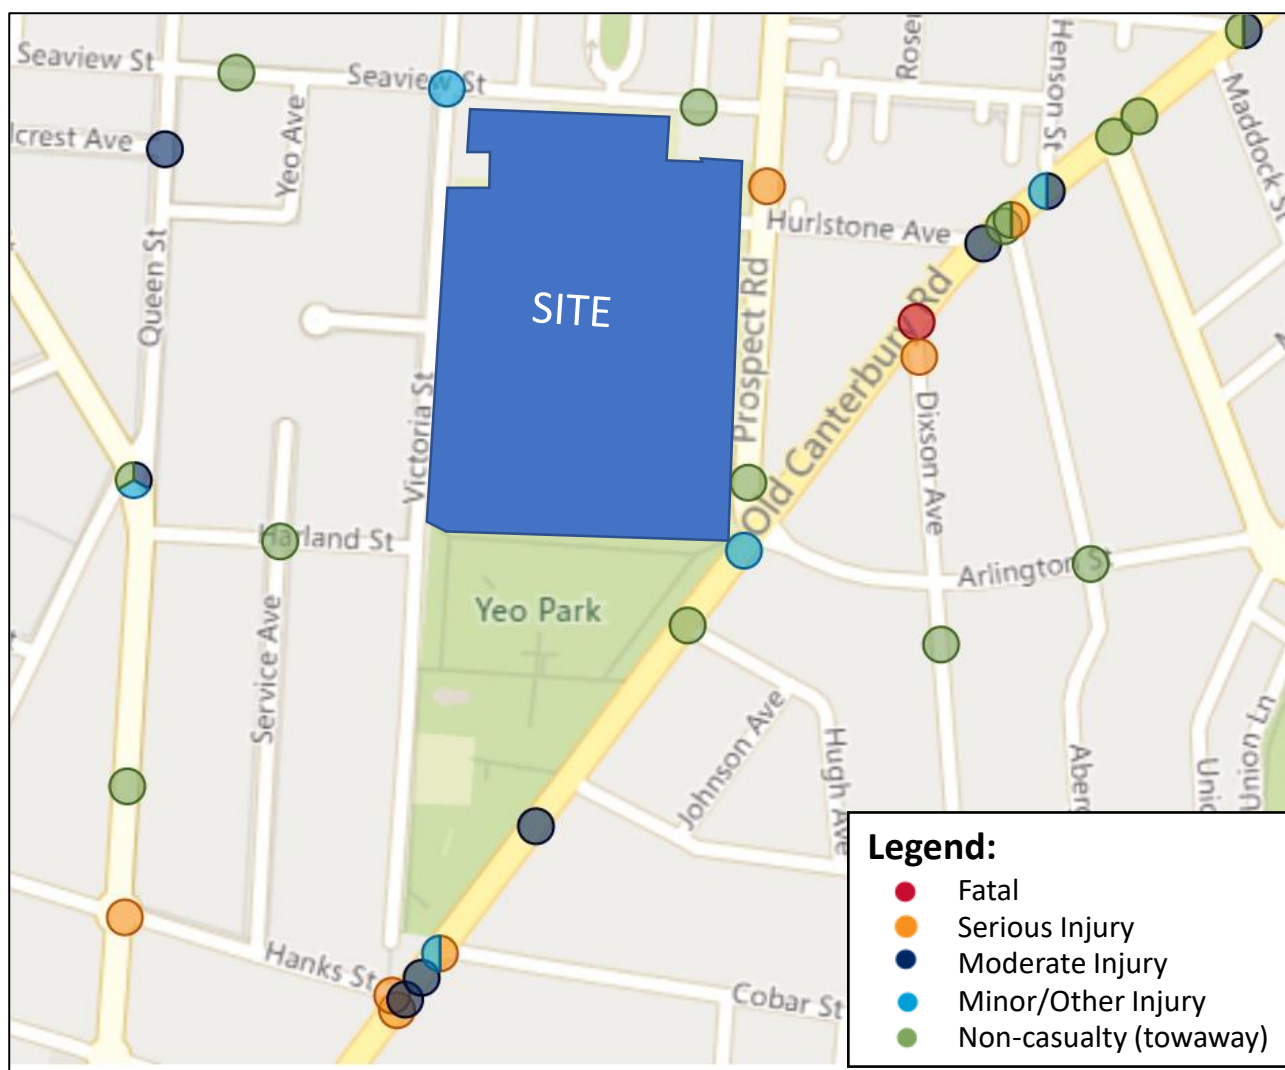 Seaview St
Seaview St
lcrest Ave
Yeo Ave
Queen St
Victoria St
SITE
Hurlstone Ave
Prospect Rd
Old Canterbury Rd
Henson St
Maddock St
Dixson Ave
Arlington St
Harland St
Service Ave
Yeo Park
Johnson Ave
Hugh Ave
Union Ln
Hanks St
Cobar St
Legend:
Fatal
Serious Injury
Moderate Injury
Minor/Other Injury
Non-casualty (towaway)